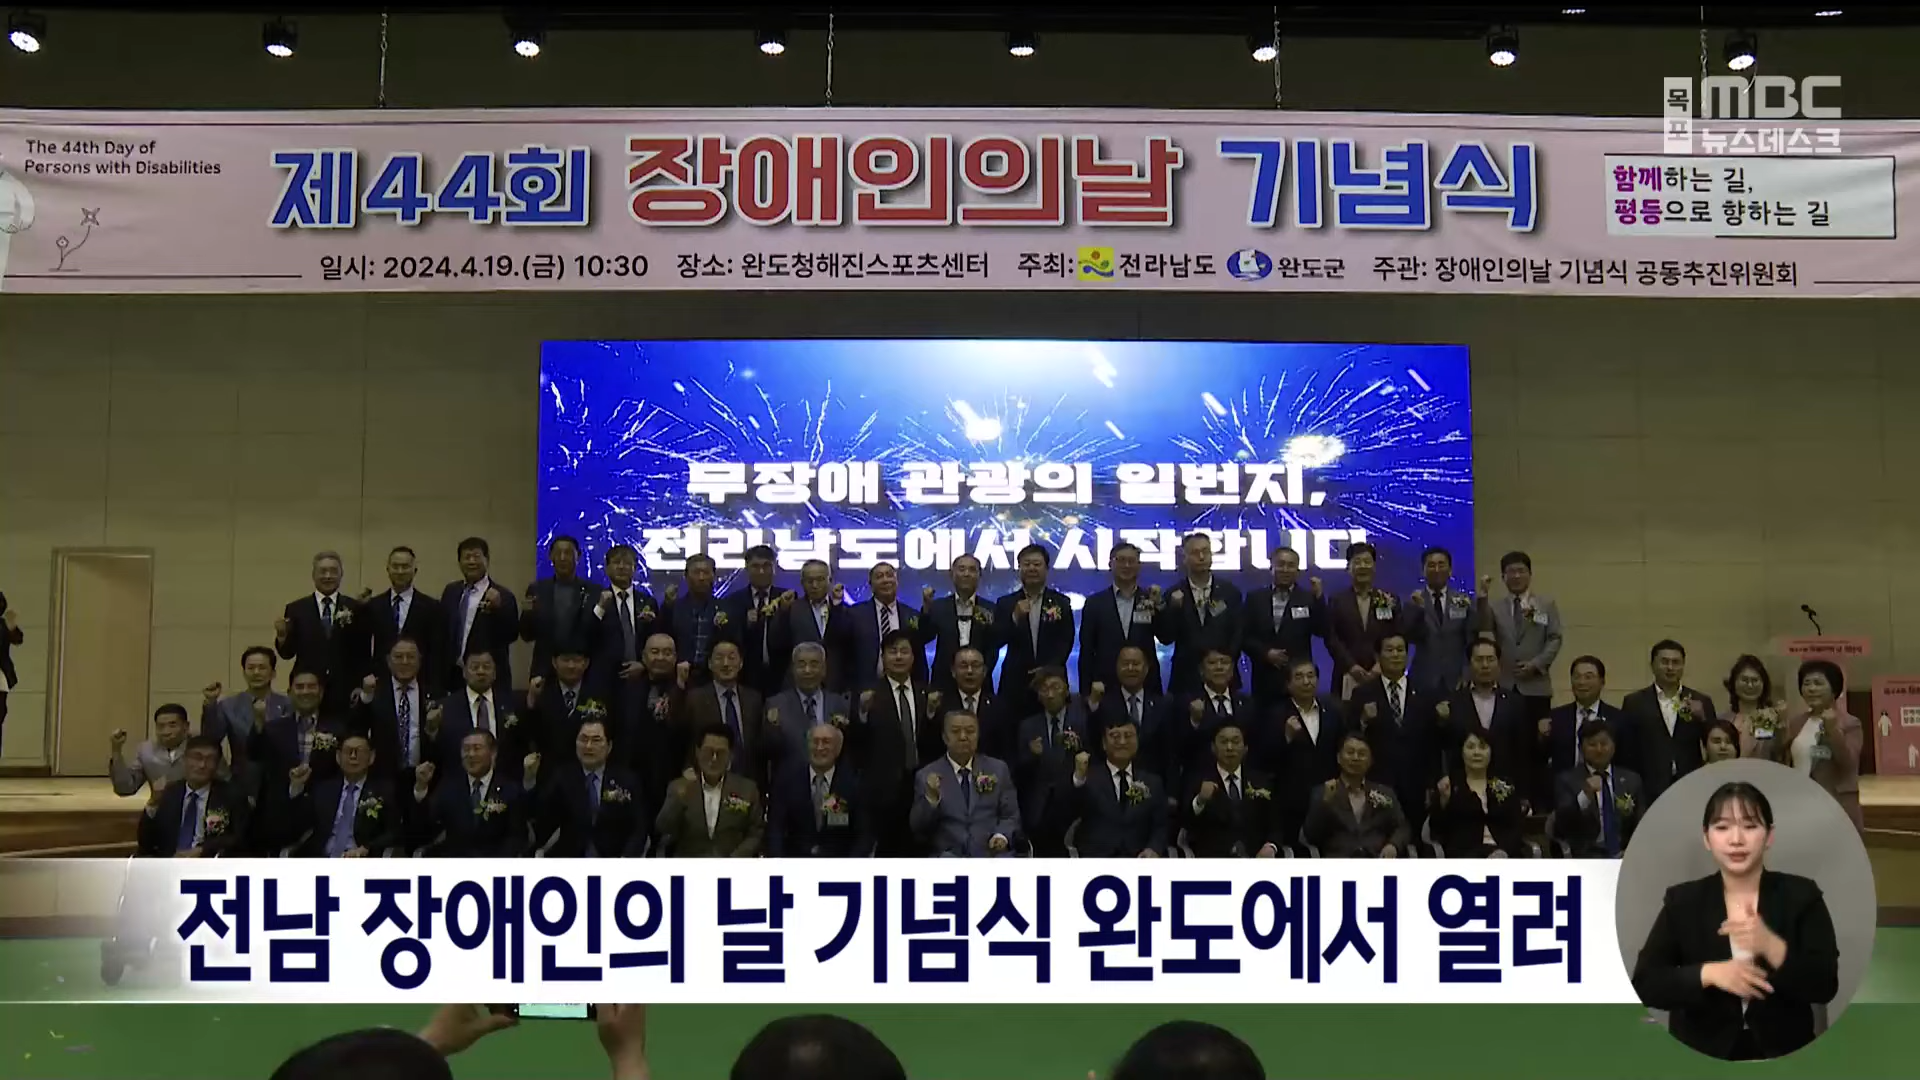 목포 MBC
뉴스데스크
The 44th Day of
Persons with Disabilities
제44회 장애인의날 기념식
함께하는 길,
평등으로 향하는 길
일시: 2024.4.19.(금) 10:30 장소: 완도청해진스포츠센터 주최: 전라남도 완도군 주관: 장애인의날 기념식 공동추진위원회
무장애 관광의 일번지,
전라남도에서 시작합니다
전남 장애인의 날 기념식 완도에서 열려